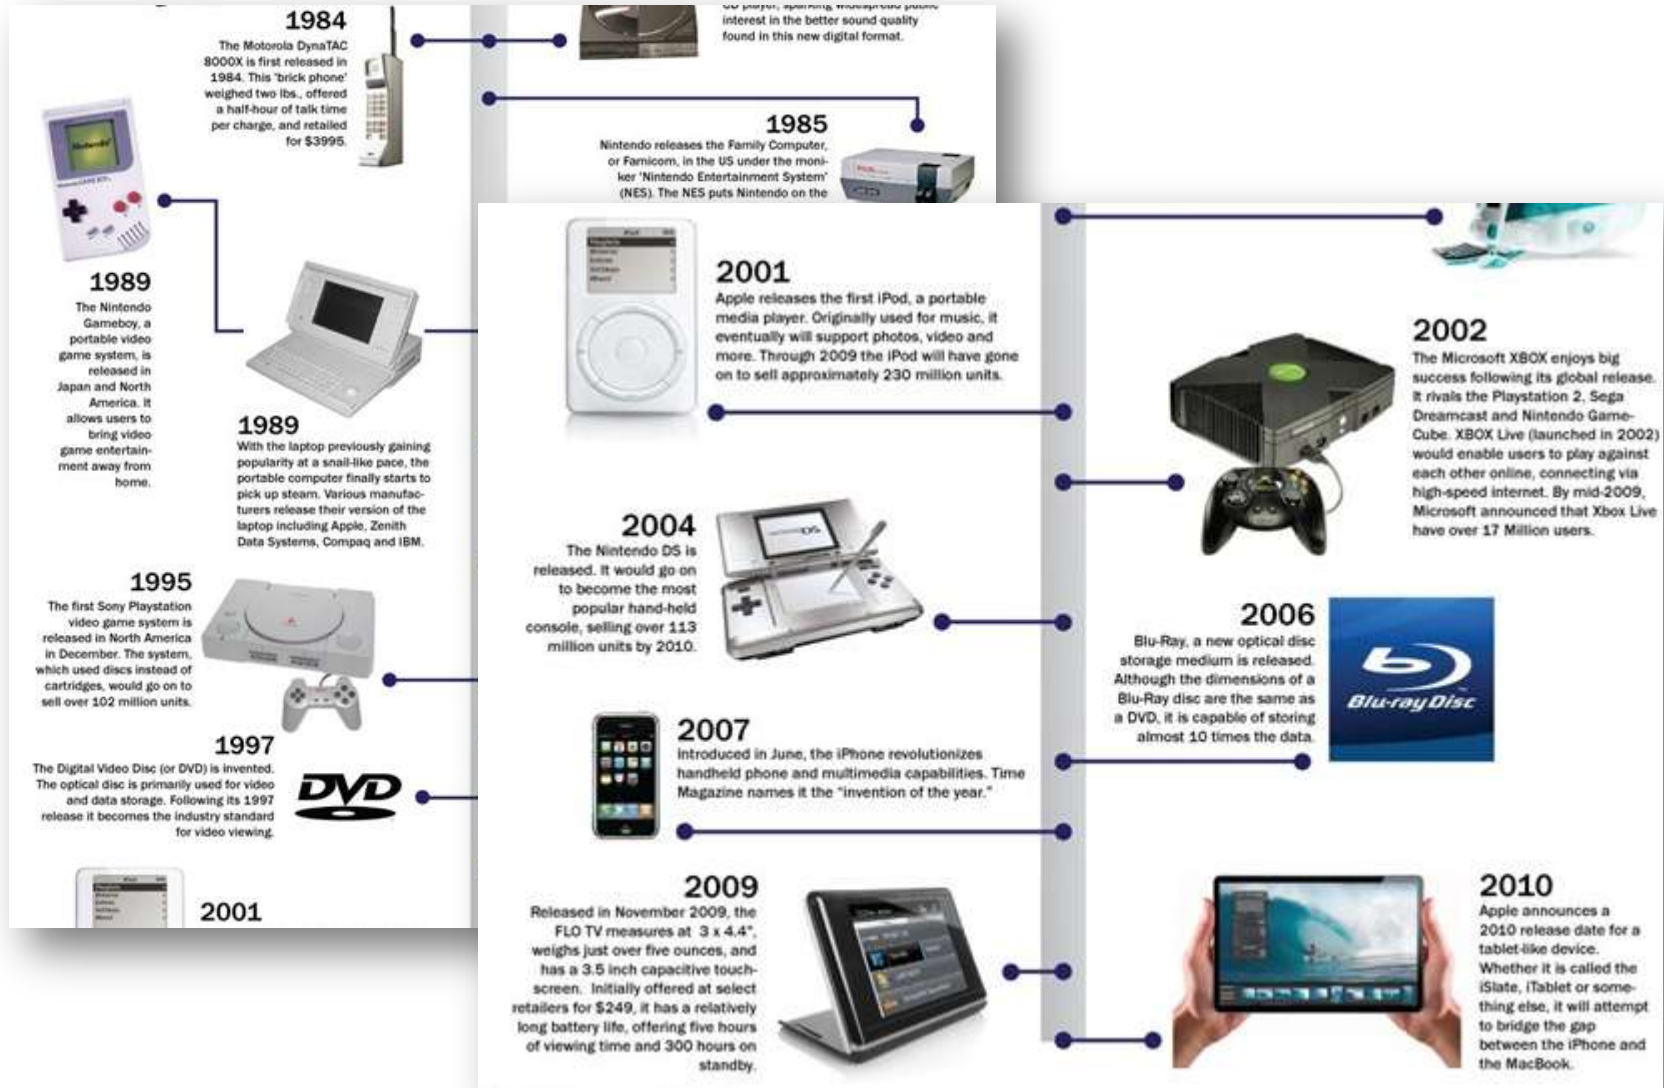 1984
The Motorola DynaTAC
8000X is first released in
1984. This 'brick phone'
weighed two lbs., offered
a half-hour of talk time
per charge, and retailed
for $3995.
CD player, sparking widespread public
interest in the better sound quality
found in this new digital format.
1985
Nintendo releases the Family Computer,
or Famicom, in the US under the moni-
ker 'Nintendo Entertainment System'
(NES). The NES puts Nintendo on the
Nintendo
1989
The Nintendo
Gameboy, a
portable video
game system, is
released in
Japan and North
America. It
allows users to
bring video
game entertain-
ment away from
home.
1989
With the laptop previously gaining
popularity at a snail-like pace, the
portable computer finally starts to
pick up steam. Various manufac-
turers release their version of the
laptop including Apple, Zenith
Data Systems, Compaq and IBM.
1995
The first Sony Playstation
video game system is
released in North America
in December. The system,
which used discs instead of
cartridges, would go on to
sell over 102 million units.
1997
The Digital Video Disc (or DVD) is invented.
The optical disc is primarily used for video
and data storage. Following its 1997
release it becomes the industry standard
for video viewing.
DVD
2001
2001
Apple releases the first iPod, a portable
media player. Originally used for music, it
eventually will support photos, video and
more. Through 2009 the iPod will have gone
on to sell approximately 230 million units.
2002
The Microsoft XBOX enjoys big
success following its global release.
It rivals the Playstation 2, Sega
Dreamcast and Nintendo Game-
Cube. XBOX Live (launched in 2002)
would enable users to play against
each other online, connecting via
high-speed internet. By mid-2009,
Microsoft announced that Xbox Live
have over 17 Million users.
2004
The Nintendo DS is
released. It would go on
to become the most
popular hand-held
console, selling over 113
million units by 2010.
2006
Blu-Ray, a new optical disc
storage medium is released.
Although the dimensions of a
Blu-Ray disc are the same as
a DVD, it is capable of storing
almost 10 times the data.
Blu-ray Disc
2007
Introduced in June, the iPhone revolutionizes
handheld phone and multimedia capabilities. Time
Magazine names it the “invention of the year.”
2009
Released in November 2009, the
FLO TV measures at 3 x 4.4",
weighs just over five ounces, and
has a 3.5 inch capacitive touch-
screen. Initially offered at select
retailers for $249, it has a relatively
long battery life, offering five hours
of viewing time and 300 hours on
standby.
2010
Apple announces a
2010 release date for a
tablet-like device.
Whether it is called the
iSlate, iTablet or some-
thing else, it will attempt
to bridge the gap
between the iPhone and
the MacBook.